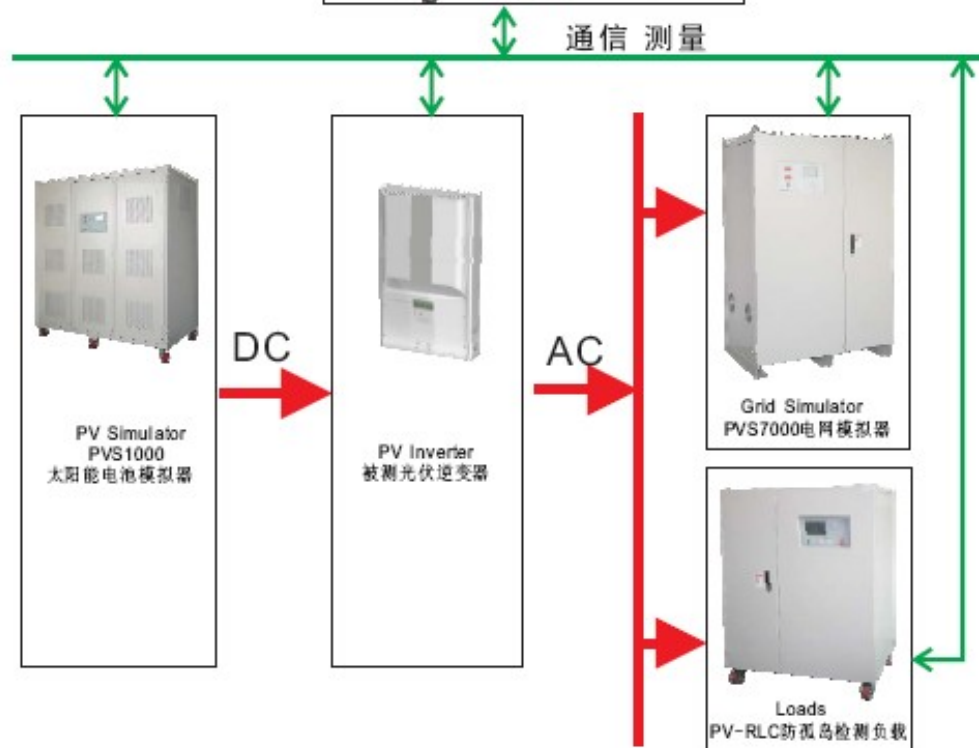 通信 测量
DC
AC
PV Simulator
PVS1000
太阳能电池模拟器
PV Inverter
被测光伏逆变器
Grid Simulator
PVS7000电网模拟器
Loads
PV-RLC防孤岛检测负载